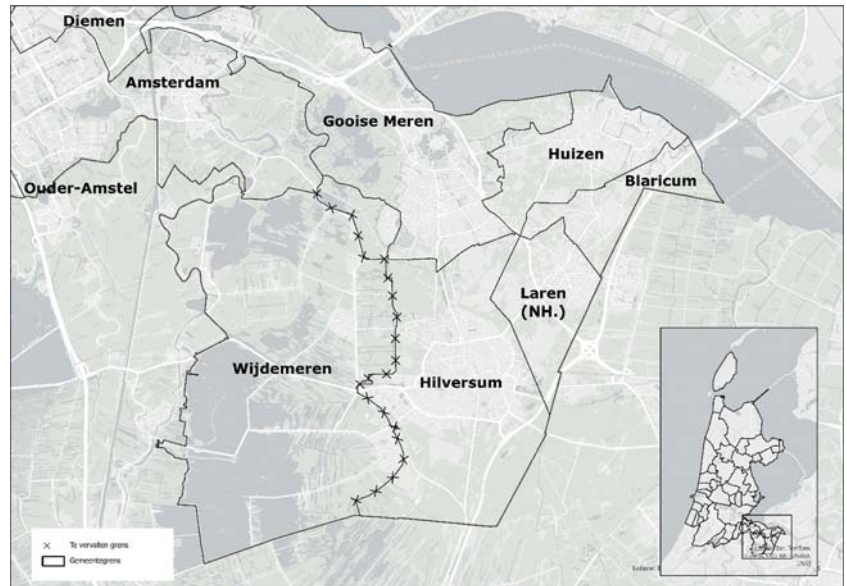 Diemen
Amsterdam
Gooise Meren
Huizen
Ouder-Amstel
Blaricum
Laren
(NH.)
Wijdemeren
Hilversum
Te vervallen grens
Gemeentegrens